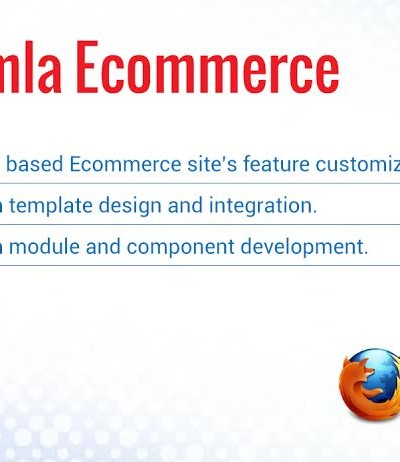 mla Ecommerce
based Ecommerce site's feature customiz
template design and integration.
module and component development.